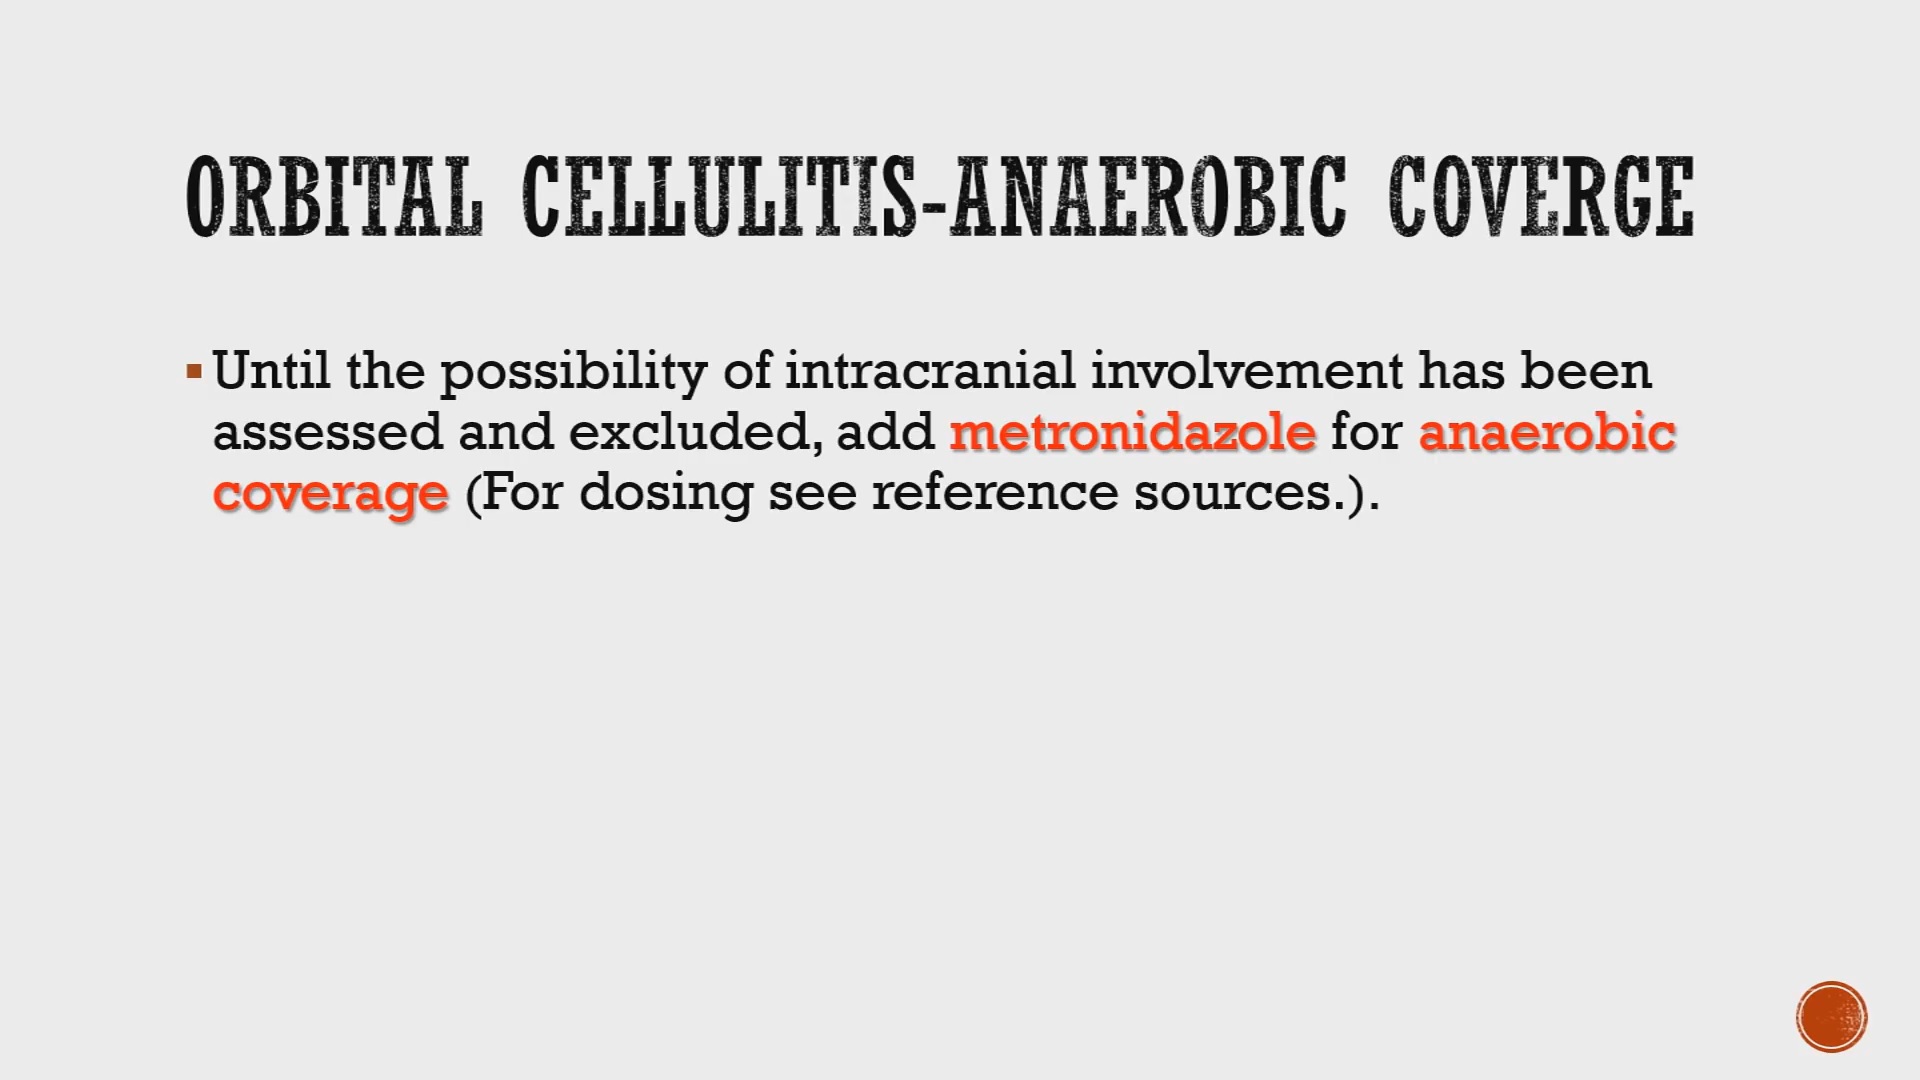 ORBITAL CELLULITIS-ANAEROBIC COVERGE
▪ Until the possibility of intracranial involvement has been
assessed and excluded, add metronidazole for anaerobic
coverage (For dosing see reference sources.).